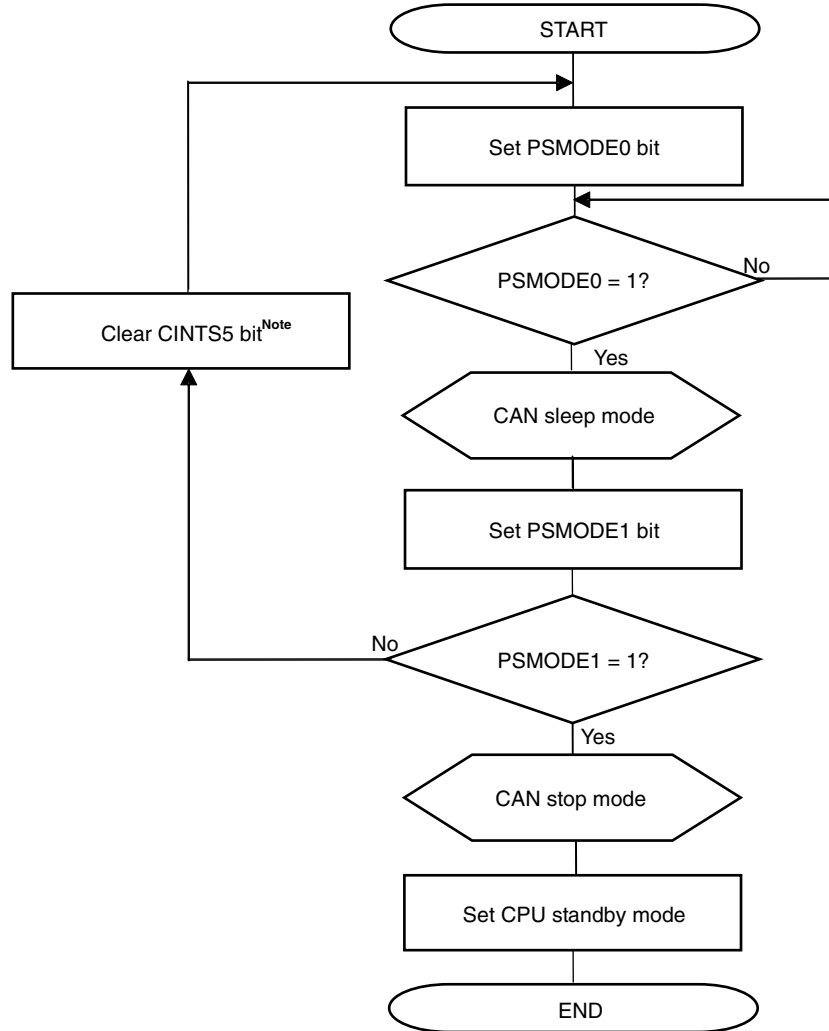 START
Set PSMODE0 bit
PSMODE0 = 1?
No
Clear CINTS5 bitNote
Yes
CAN sleep mode
Set PSMODE1 bit
No
PSMODE1 = 1?
Yes
CAN stop mode
Set CPU standby mode
END